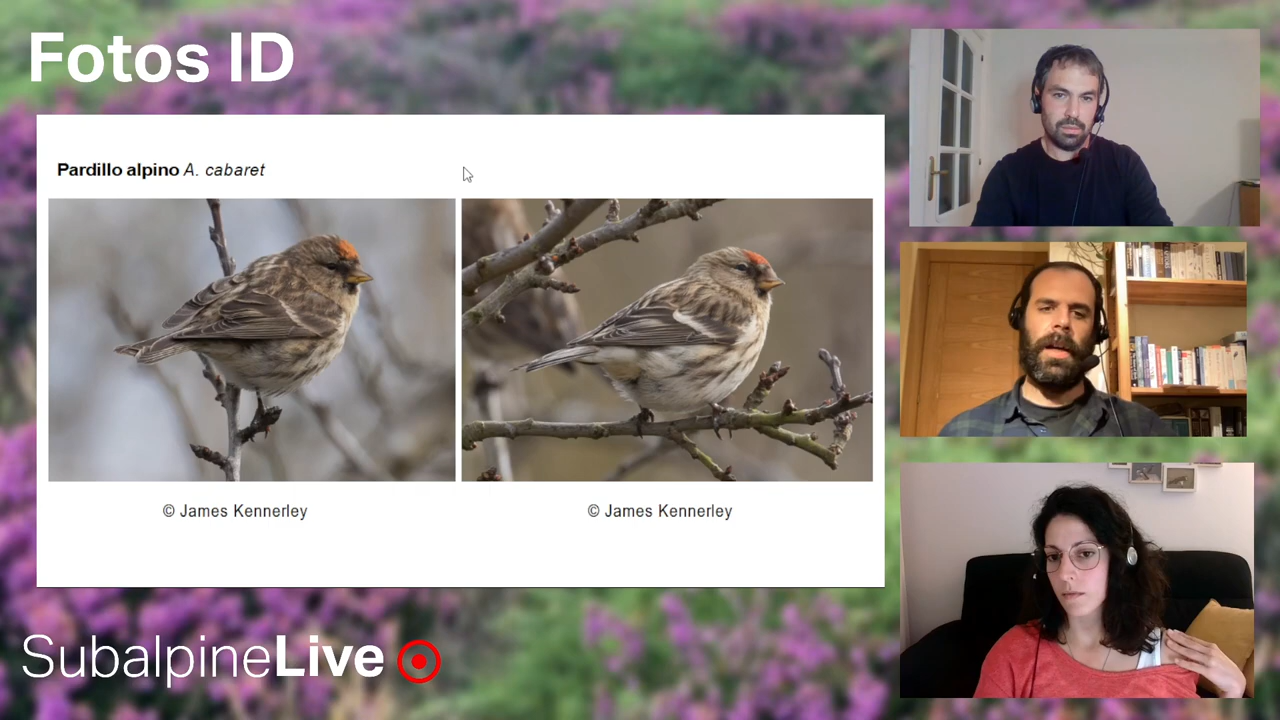 Fotos ID
Pardillo alpino A. cabaret
© James Kennerley
© James Kennerley
SubalpineLive